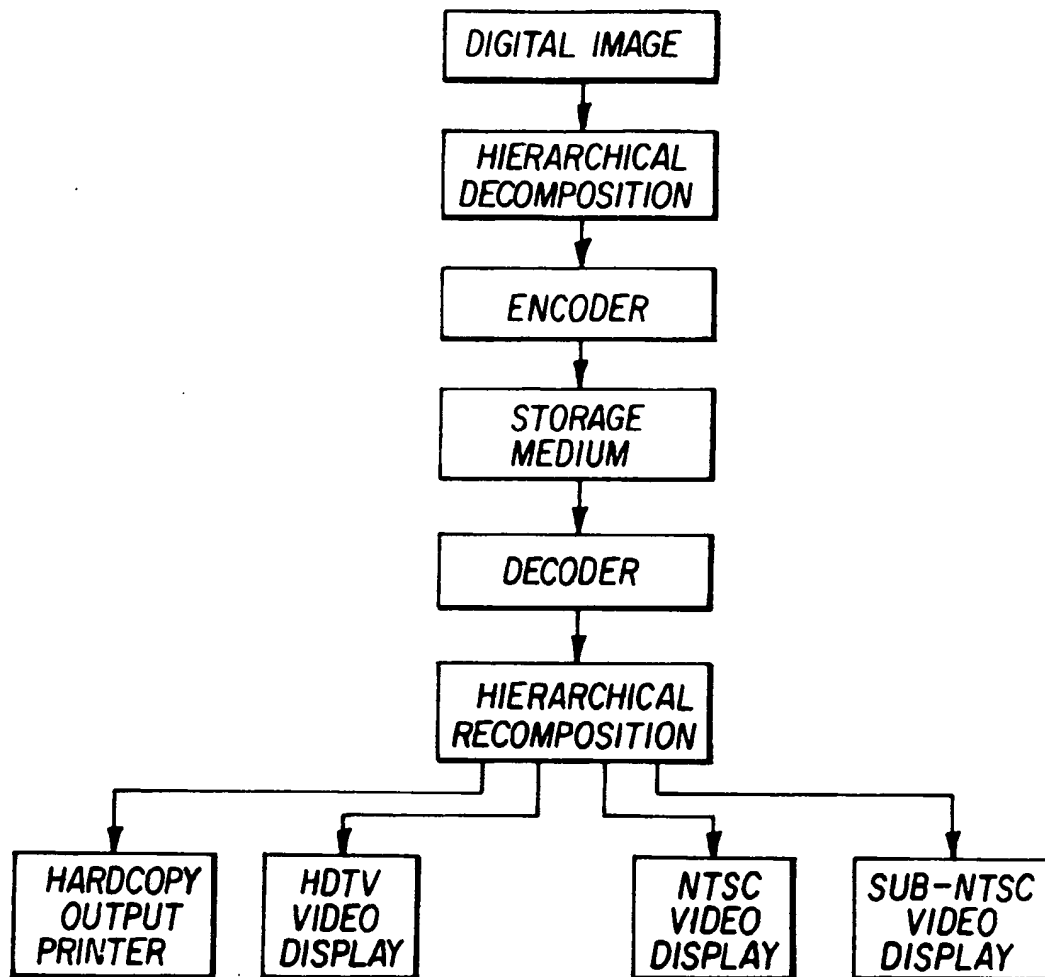 DIGITAL IMAGE
HIERARCHICAL
DECOMPOSITION
ENCODER
STORAGE
MEDIUM
DECODER
HIERARCHICAL
RECOMPOSITION
HARDCOPY
OUTPUT
PRINTER
HDTV
VIDEO
DISPLAY
NTSC
VIDEO
DISPLAY
SUB-NTSC
VIDEO
DISPLAY